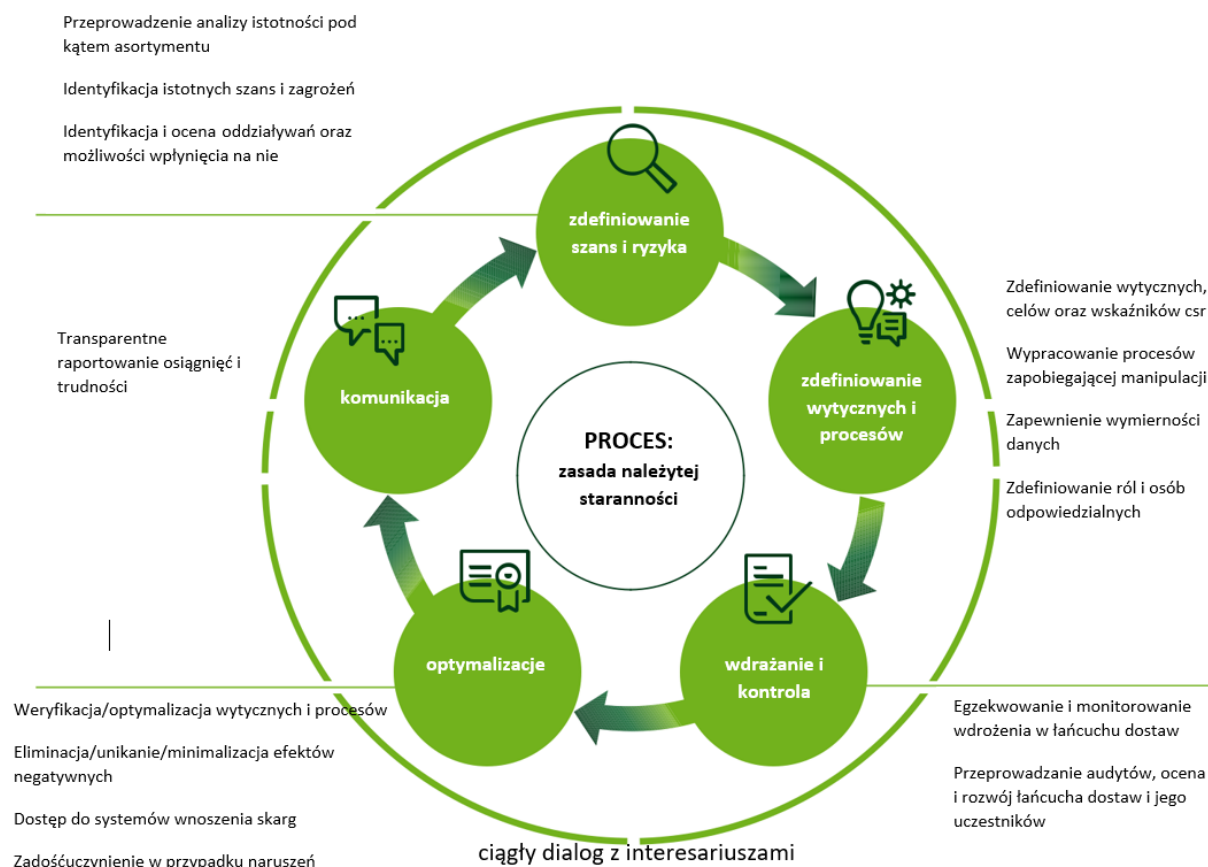 Przeprowadzenie analizy istotności pod
kątem asortymentu
Identyfikacja istotnych szans i zagrożeń
Identyfikacja i ocena oddziaływań oraz
możliwości wpłynięcia na nie
zdefiniowanie
szans i ryzyka
Zdefiniowanie wytycznych,
celów oraz wskaźników csr
Wypracowanie procesów
zapobiegającej manipulacji
Zapewnienie wymierności
danych
Zdefiniowanie ról i osób
odpowiedzialnych
zdefiniowanie
wytycznych i
procesów
Transparentne
raportowanie osiągnięć i
trudności
komunikacja
PROCES:
zasada należytej
staranności
optymalizacje
wdrażanie i
kontrola
Weryfikacja/optymalizacja wytycznych i procesów
Eliminacja/unikanie/minimalizacja efektów
negatywnych
Dostęp do systemów wnoszenia skarg
Zadośćuczynienie w przypadku naruszeń
Egzekwowanie i monitorowanie
wdrożenia w łańcuchu dostaw
Przeprowadzanie audytów, ocena
i rozwój łańcucha dostaw i jego
uczestników
ciągły dialog z interesariuszami